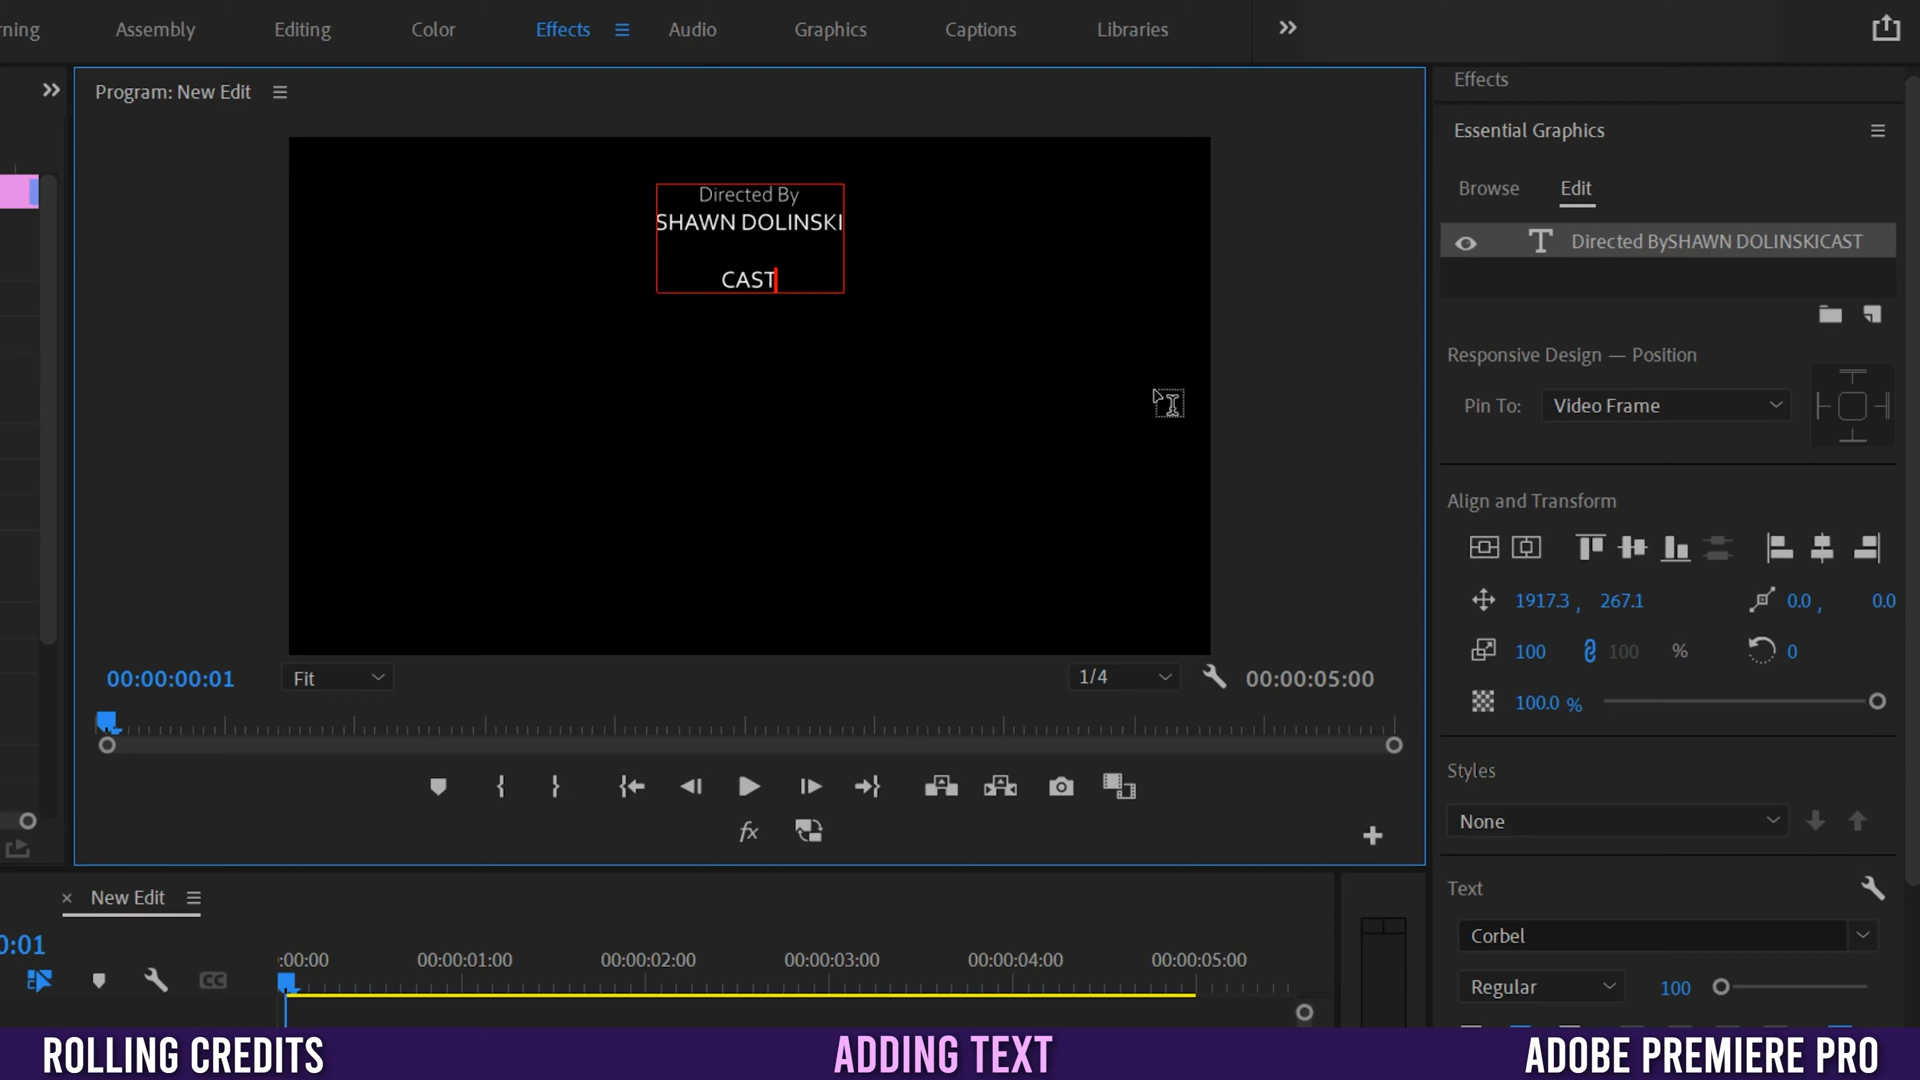 rning Assembly Editing Color Effects Audio Graphics Captions Libraries
Program: New Edit
Directed By
SHAWN DOLINSKI
CAST
00:00:00:01 Fit 1/4 00:00:05:00
fx
New Edit
0:01
:00:00 00:00:01:00 00:00:02:00 00:00:03:00 00:00:04:00 00:00:05:00
CC
Effects
Essential Graphics
Browse Edit
T Directed BySHAWN DOLINSKICAST
Responsive Design — Position
Pin To: Video Frame
Align and Transform
1917.3 , 267.1 0.0 , 0.0
100 100 % 0
100.0 %
Styles
None
Text
Corbel
Regular 100
ROLLING CREDITS ADDING TEXT ADOBE PREMIERE PRO